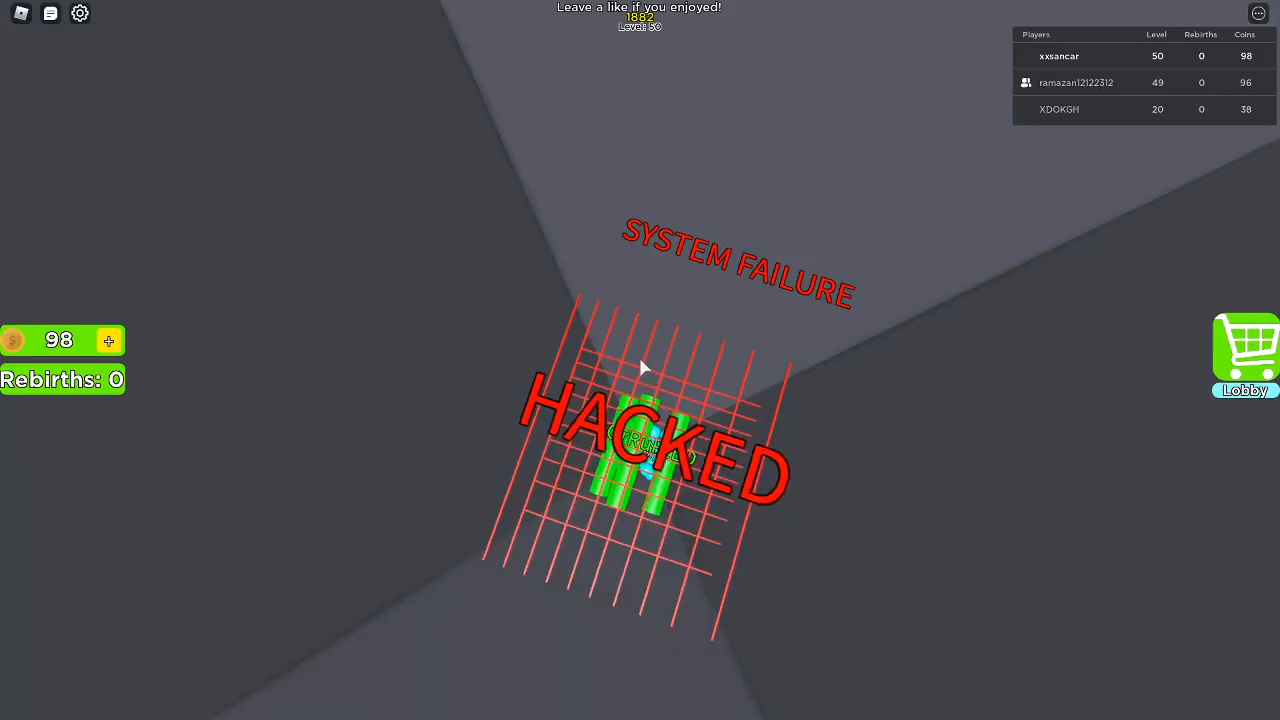 Leave a like if you enjoyed!
1882
Level: 50
Players Level Rebirths Coins
xxsancar 50 0 98
ramazan12122312 49 0 96
XDOKGH 20 0 38
SYSTEM FAILURE
HACKED
98 +
Rebirths: 0
Lobby